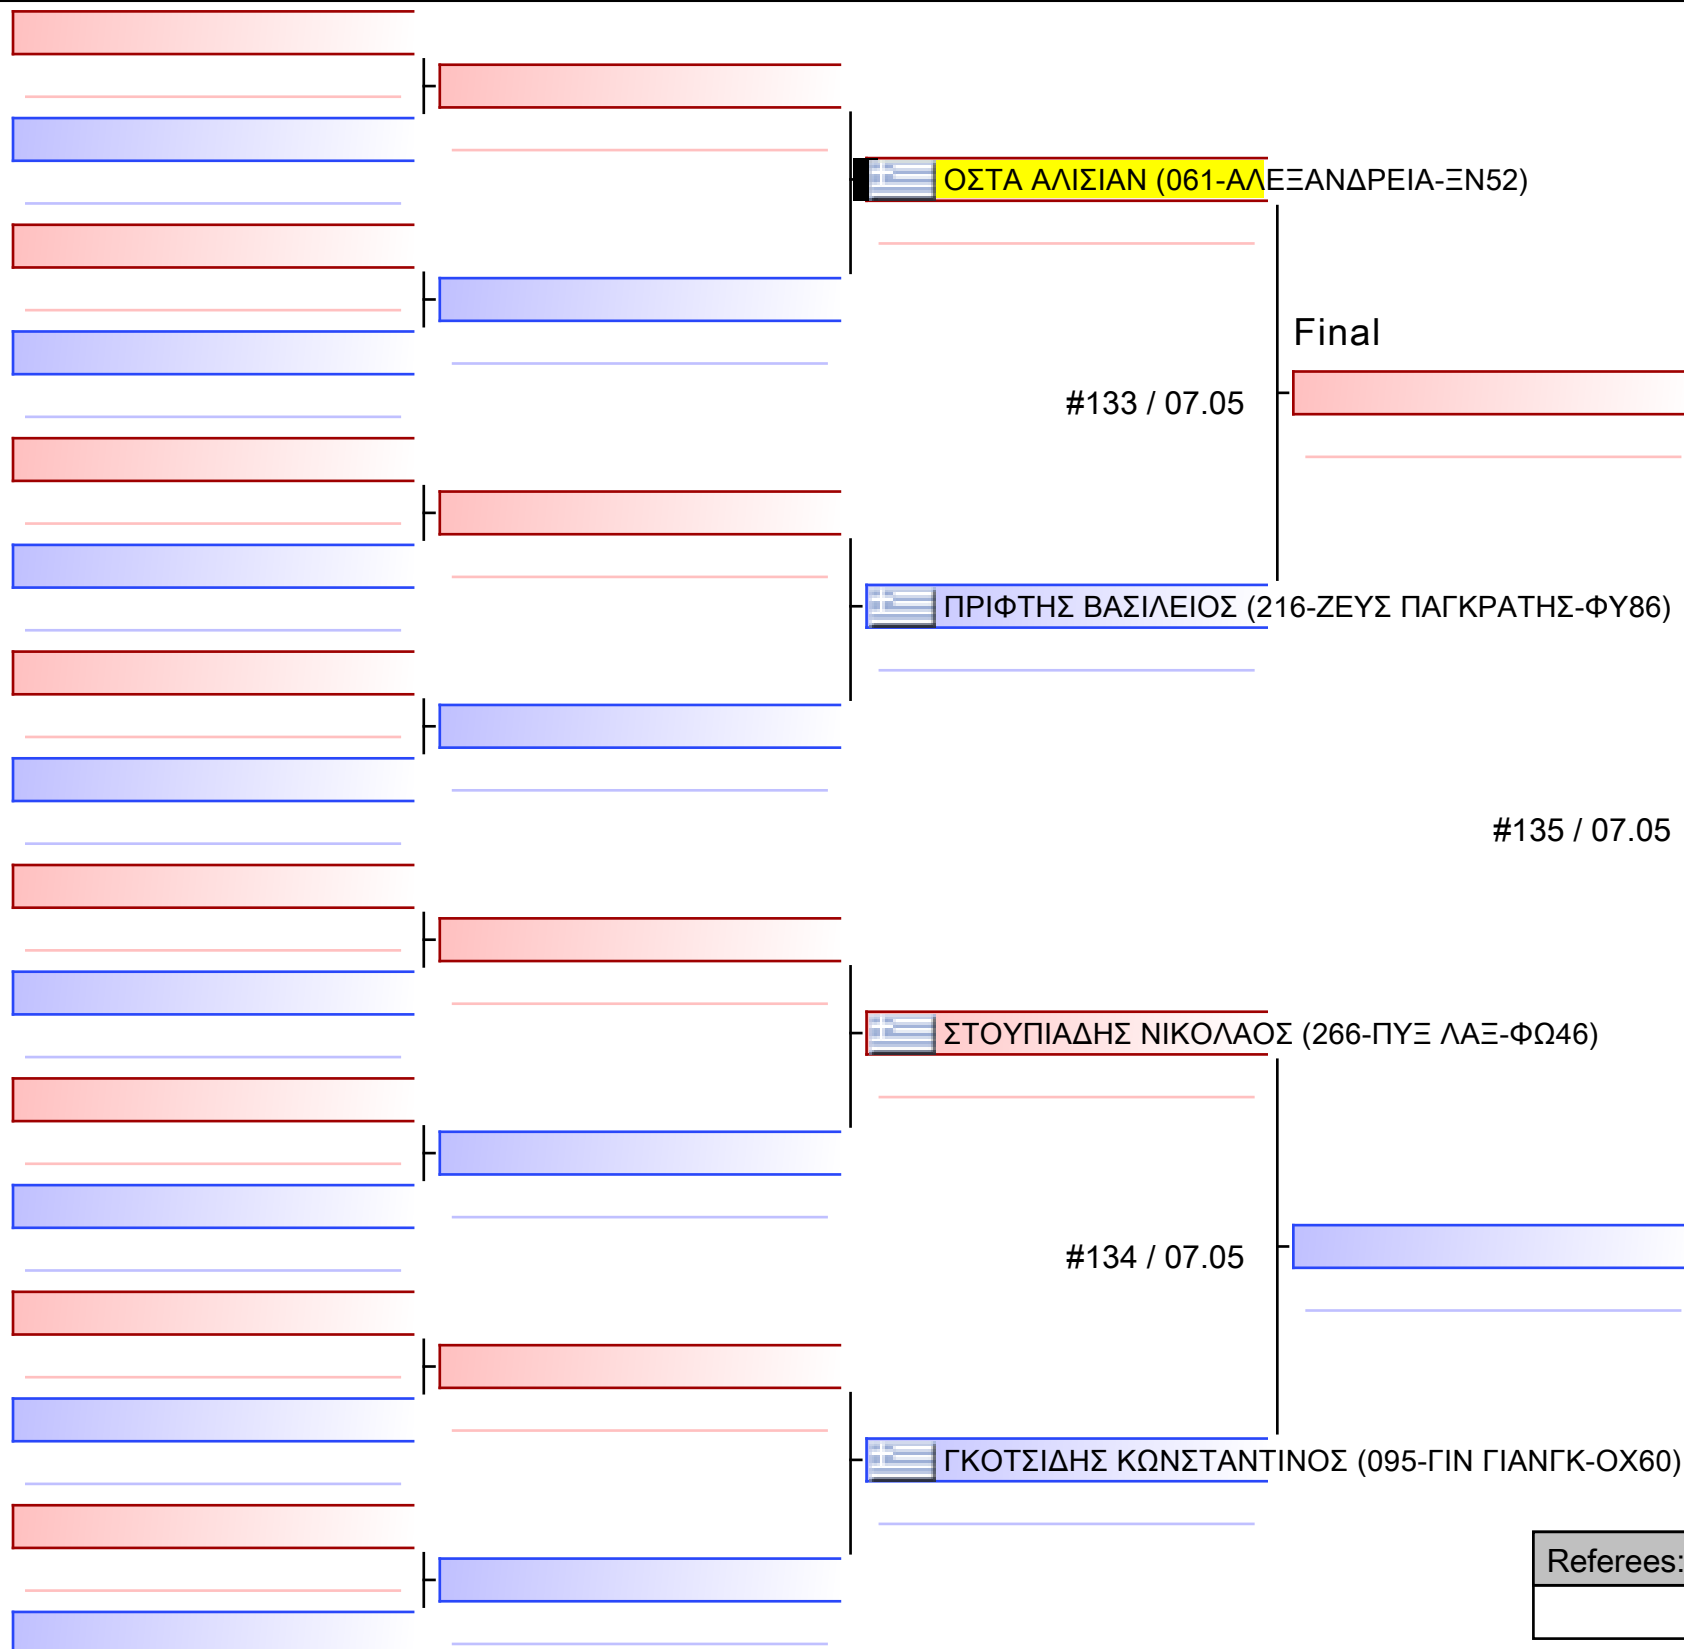 ΟΣΤΑ ΑΛΙΣΙΑΝ (061-ΑΛΕΞΑΝΔΡΕΙΑ-ΞΝ52)
Final
#133 / 07.05
ΠΡΙΦΤΗΣ ΒΑΣΙΛΕΙΟΣ (216-ΖΕΥΣ ΠΑΓΚΡΑΤΗΣ-ΦΥ86)
#135 / 07.05
ΣΤΟΥΠΙΑΔΗΣ ΝΙΚΟΛΑΟΣ (266-ΠΥΞ ΛΑΞ-ΦΩ46)
#134 / 07.05
ΓΚΟΤΣΙΔΗΣ ΚΩΝΣΤΑΝΤΙΝΟΣ (095-ΓΙΝ ΓΙΑΝΓΚ-ΟΧ60)
Referees: